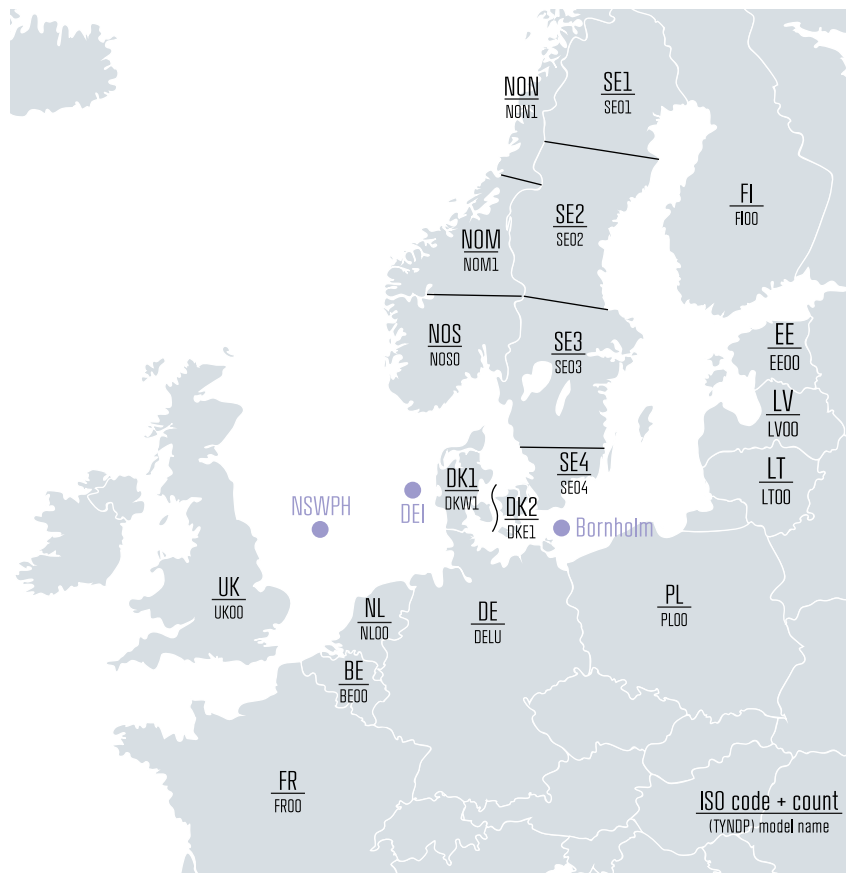 NON
NON1
SE1
SE01
FI
FI00
SE2
SE02
NOM
NOM1
NOS
NOS0
SE3
SE03
EE
EE00
LV
LV00
LT
LT00
SE4
SE04
DK1
DKW1
DK2
DKE1
NSWPH
DEI
Bornholm
UK
UK00
NL
NL00
DE
DELU
PL
PL00
BE
BE00
FR
FR00
ISO code + count
(TYNDP) model name